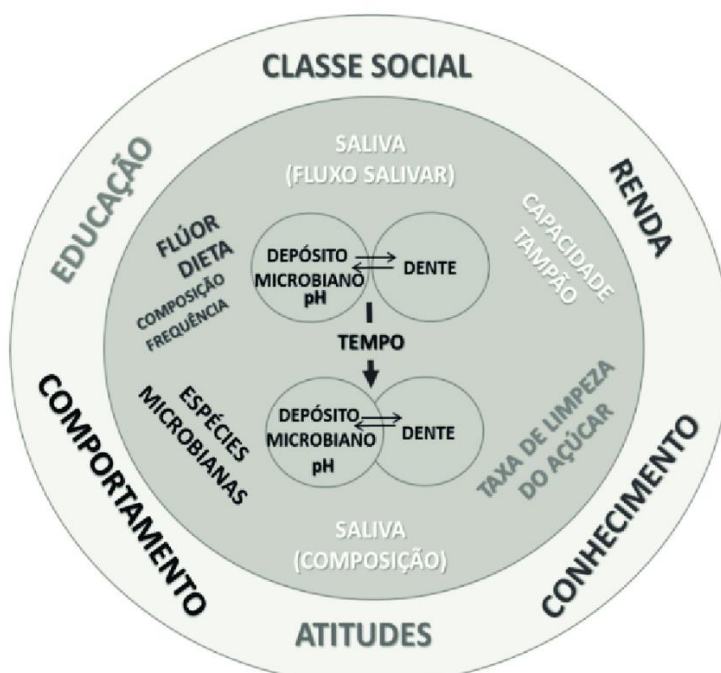 CLASSE SOCIAL
EDUCAÇÃO
RENDA
SALIVA
(FLUXO SALIVAR)
FLÚOR
DIETA
COMPOSIÇÃO
FREQUÊNCIA
CAPACIDADE
TAMPÃO
DEPÓSITO
MICROBIANO
pH
DENTE
TEMPO
ESPÉCIES
MICROBIANAS
DEPÓSITO
MICROBIANO
pH
DENTE
TAXA DE LIMPEZA
DO AÇÚCAR
SALIVA
(COMPOSIÇÃO)
COMPORTAMENTO
CONHECIMENTO
ATITUDES